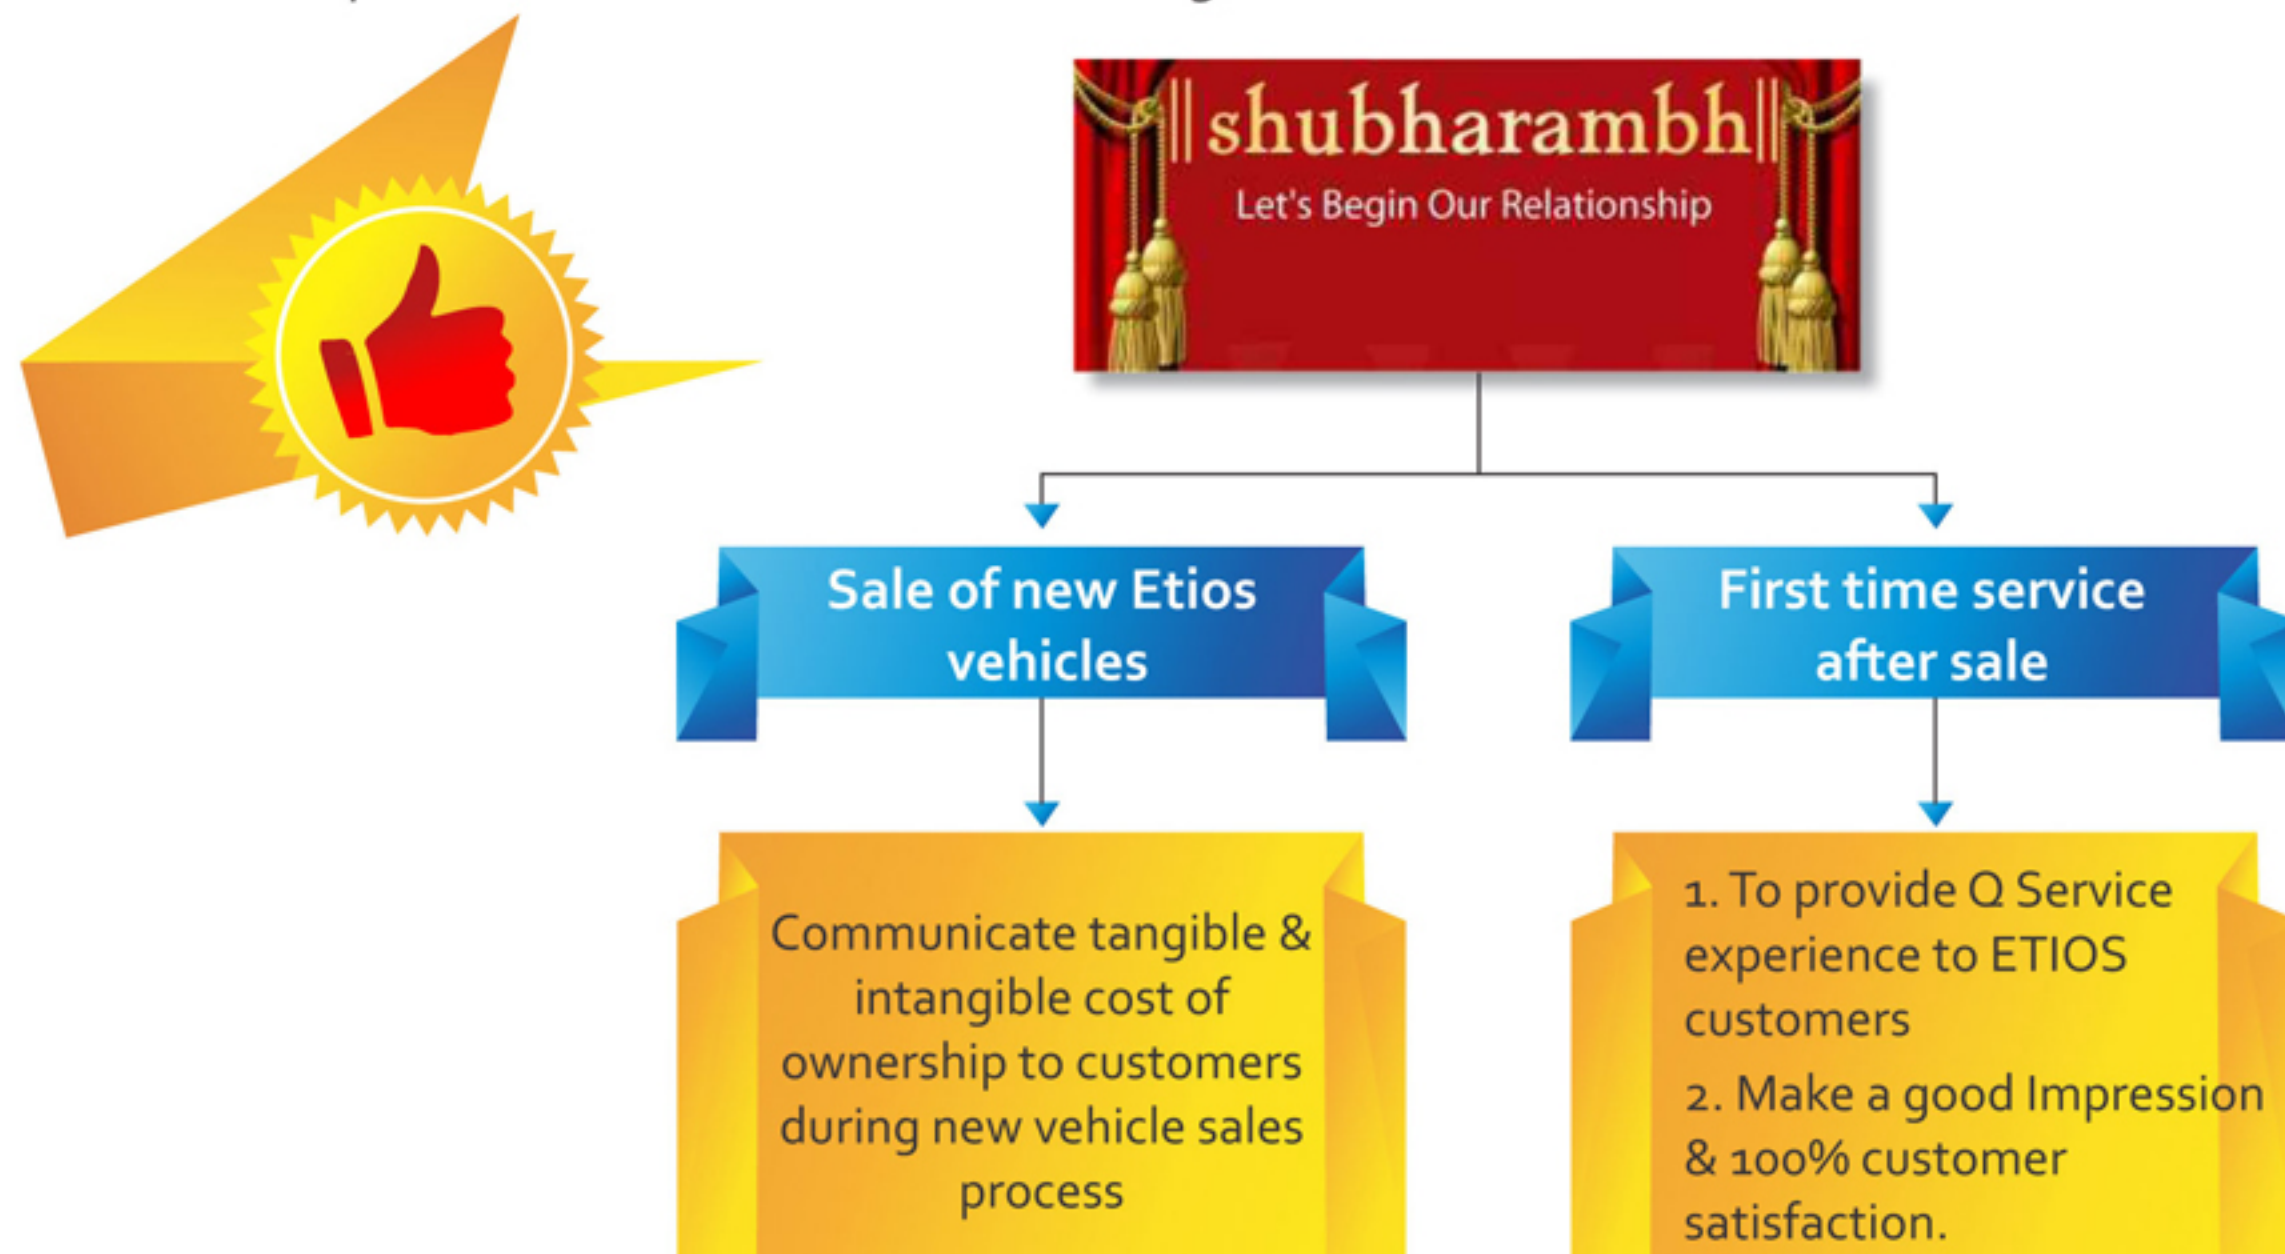 ||shubharambh||
Let's Begin Our Relationship
Sale of new Etios
vehicles
First time service
after sale
Communicate tangible &
intangible cost of
ownership to customers
during new vehicle sales
process
1. To provide Q Service
experience to ETIOS
customers
2. Make a good Impression
& 100% customer
satisfaction.